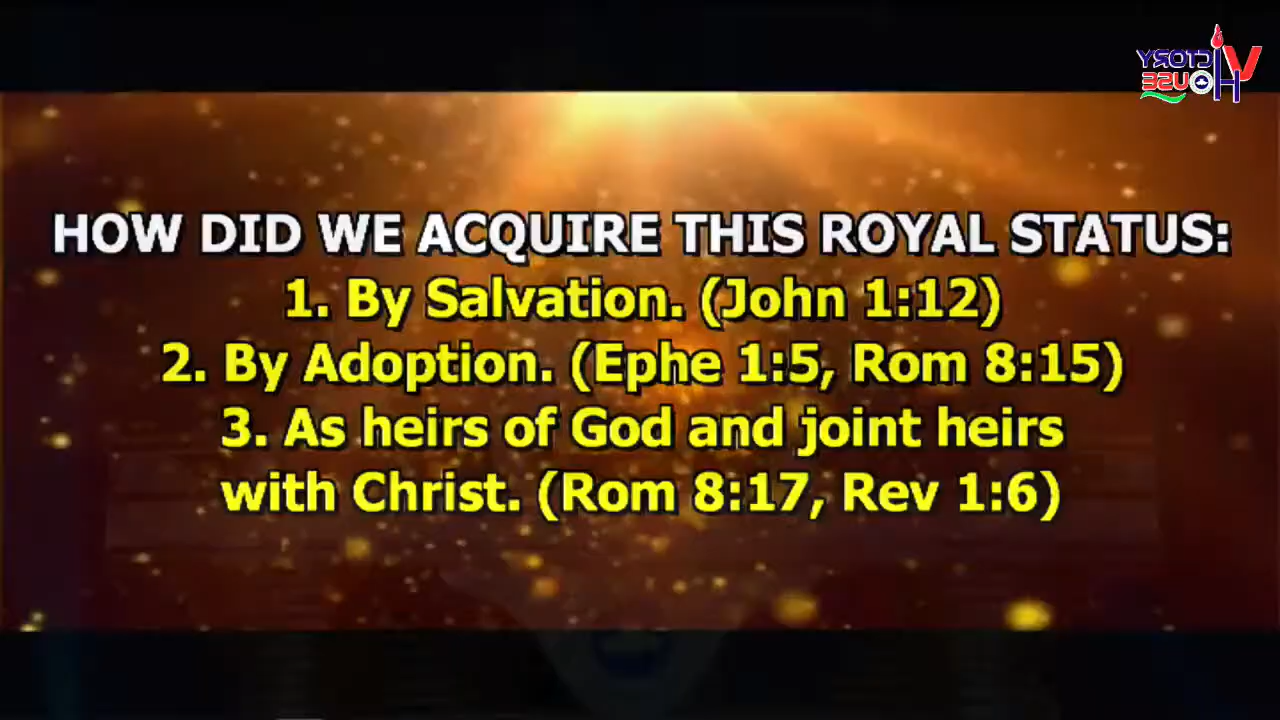 VICTORY
HOUSE
HOW DID WE ACQUIRE THIS ROYAL STATUS:
1. By Salvation. (John 1:12)
2. By Adoption. (Ephe 1:5, Rom 8:15)
3. As heirs of God and joint heirs
with Christ. (Rom 8:17, Rev 1:6)